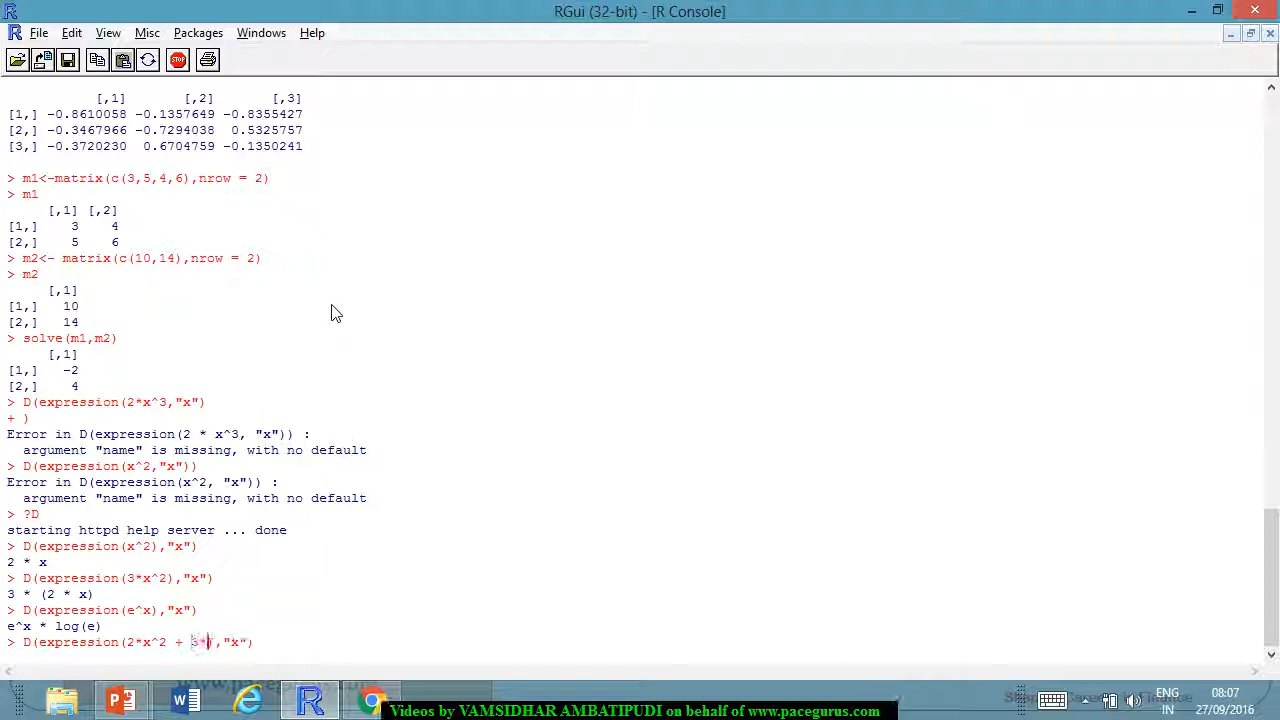 RGui (32-bit) - [R Console]
File Edit View Misc Packages Windows Help
STOP
[,1] [,2] [,3]
[1,] -0.8610058 -0.1357649 -0.8355427
[2,] -0.3467966 -0.7294038 0.5325757
[3,] -0.3720230 0.6704759 -0.1350241
> m1<-matrix(c(3,5,4,6),nrow = 2)
> m1
[,1] [,2]
[1,] 3 4
[2,] 5 6
> m2<- matrix(c(10,14),nrow = 2)
> m2
[,1]
[1,] 10
[2,] 14
> solve(m1,m2)
[,1]
[1,] -2
[2,] 4
> D(expression(2*x^3,"x")
+ )
Error in D(expression(2 * x^3, "x")) :
argument "name" is missing, with no default
> D(expression(x^2,"x"))
Error in D(expression(x^2, "x")) :
argument "name" is missing, with no default
> ?D
starting httpd help server ... done
> D(expression(x^2),"x")
2 * x
> D(expression(3*x^2),"x")
3 * (2 * x)
> D(expression(e^x),"x")
e^x * log(e)
> D(expression(2*x^2 + 3*),"x")
ENG 08:07
IN 27/09/2016
Videos by VAMSIDHAR AMBATIPUDI on behalf of www.pacegurus.com